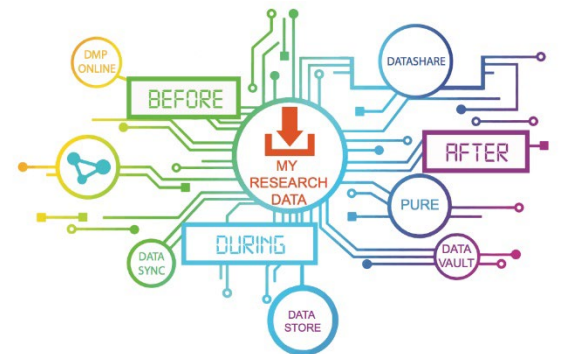 DMP
ONLINE
BEFORE
DATASHARE
MY
RESEARCH
DATA
AFTER
PURE
DURING
DATA
SYNC
DATA
VAULT
DATA
STORE